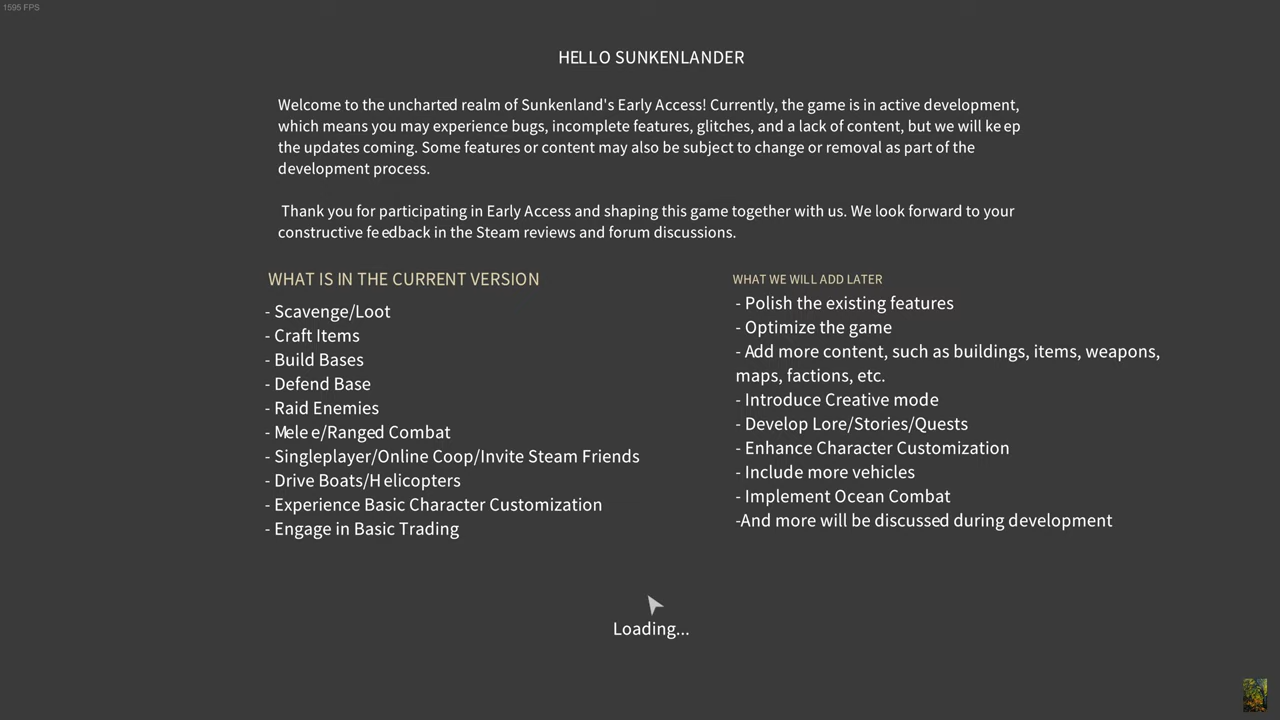 1595 FPS
HELLO SUNKENLANDER
Welcome to the uncharted realm of Sunkenland's Early Access! Currently, the game is in active development,
which means you may experience bugs, incomplete features, glitches, and a lack of content, but we will keep
the updates coming. Some features or content may also be subject to change or removal as part of the
development process.
Thank you for participating in Early Access and shaping this game together with us. We look forward to your
constructive feedback in the Steam reviews and forum discussions.
WHAT IS IN THE CURRENT VERSION
- Scavenge/Loot
- Craft Items
- Build Bases
- Defend Base
- Raid Enemies
- Melee/Ranged Combat
- Singleplayer/Online Coop/Invite Steam Friends
- Drive Boats/Helicopters
- Experience Basic Character Customization
- Engage in Basic Trading
WHAT WE WILL ADD LATER
- Polish the existing features
- Optimize the game
- Add more content, such as buildings, items, weapons,
maps, factions, etc.
- Introduce Creative mode
- Develop Lore/Stories/Quests
- Enhance Character Customization
- Include more vehicles
- Implement Ocean Combat
-And more will be discussed during development
Loading...